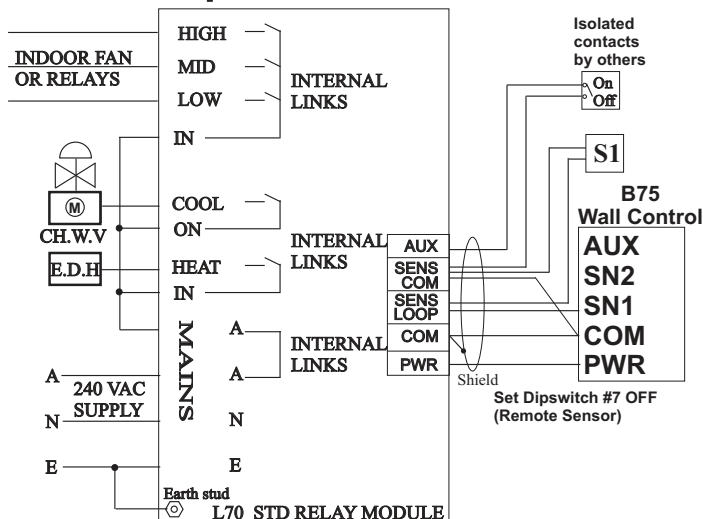 HIGH
MID
LOW
IN
INDOOR FAN
OR RELAYS
INTERNAL
LINKS
Isolated
contacts
by others
On
Off
S1
M
CH.W.V
COOL
ON
E.D.H
HEAT
IN
INTERNAL
LINKS
AUX
SENS
COM
SENS
LOOP
COM
PWR
Shield
B75
Wall Control
AUX
SN2
SN1
COM
PWR
Set Dipswitch #7 OFF
(Remote Sensor)
MAINS
A
A
N
E
INTERNAL
LINKS
A
N
E
240 VAC
SUPPLY
Earth stud
L70 STD RELAY MODULE